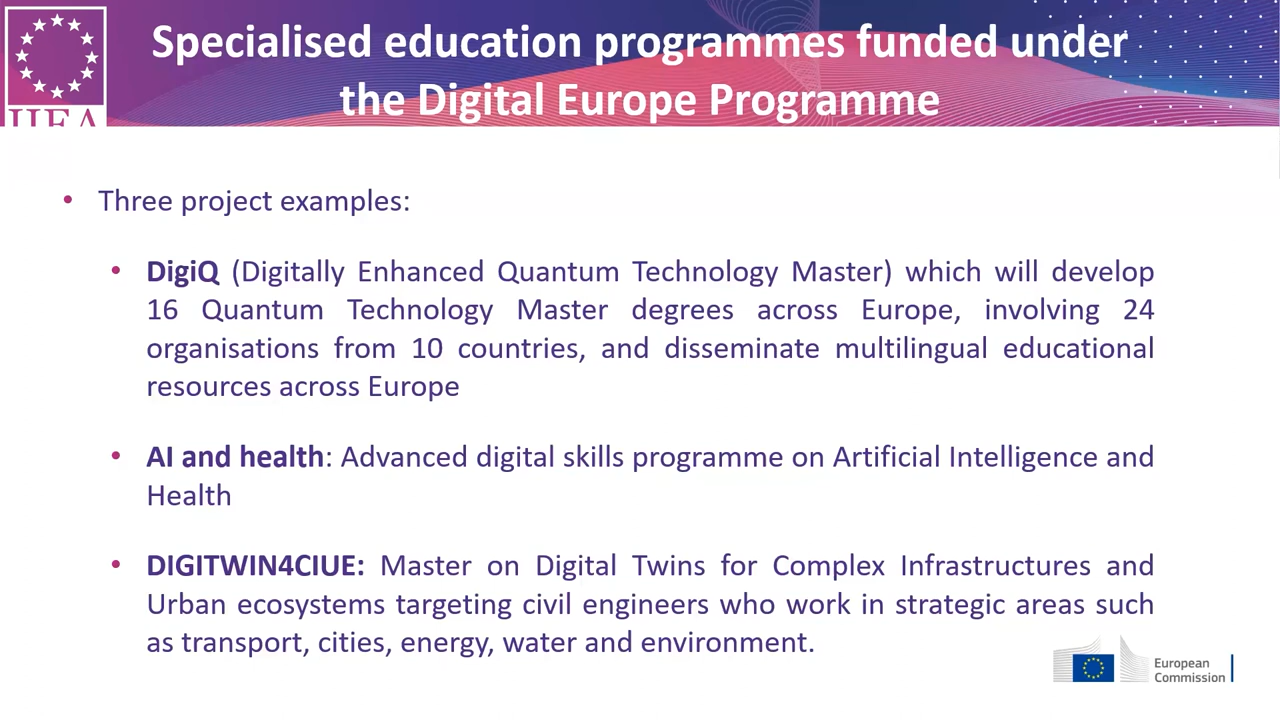 Specialised education programmes funded under
the Digital Europe Programme
IIEA
• Three project examples:
• DigiQ (Digitally Enhanced Quantum Technology Master) which will develop
16 Quantum Technology Master degrees across Europe, involving 24
organisations from 10 countries, and disseminate multilingual educational
resources across Europe
• AI and health: Advanced digital skills programme on Artificial Intelligence and
Health
• DIGITWIN4CIUE: Master on Digital Twins for Complex Infrastructures and
Urban ecosystems targeting civil engineers who work in strategic areas such
as transport, cities, energy, water and environment.
European
Commission